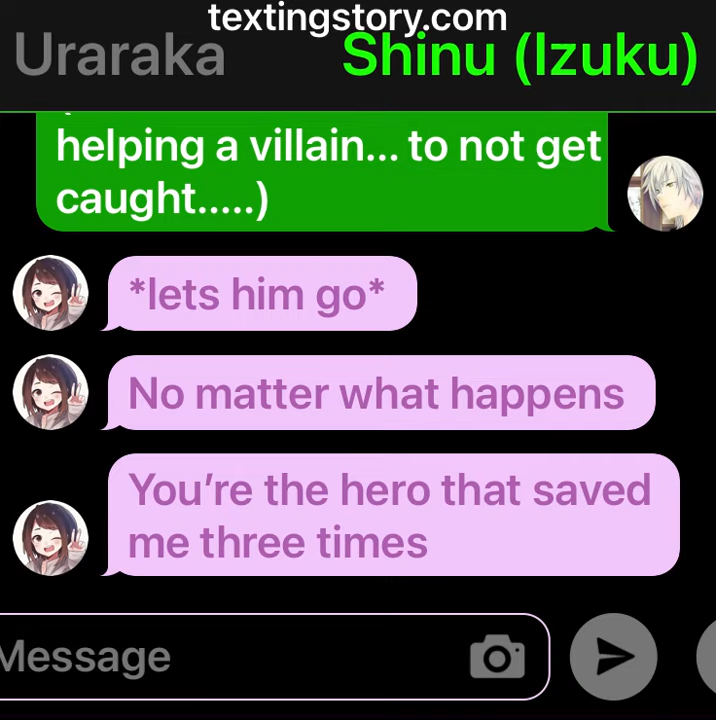 textingstory.com
Uraraka Shinu (Izuku)
helping a villain... to not get
caught.....)
*lets him go*
No matter what happens
You’re the hero that saved
me three times
Message